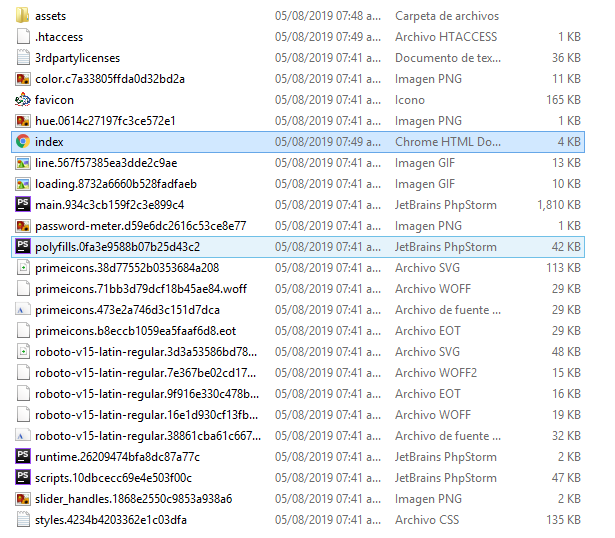 assets 05/08/2019 07:48 a... Carpeta de archivos
.htaccess 05/08/2019 07:49 a... Archivo HTACCESS 1 KB
3rdpartylicenses 05/08/2019 07:41 a... Documento de tex... 36 KB
color.c7a33805ffda0d32bd2a 05/08/2019 07:41 a... Imagen PNG 11 KB
favicon 05/08/2019 07:41 a... Icono 165 KB
hue.0614c27197fc3ce572e1 05/08/2019 07:41 a... Imagen PNG 1 KB
index 05/08/2019 07:49 a... Chrome HTML Do... 4 KB
line.567f57385ea3dde2c9ae 05/08/2019 07:41 a... Imagen GIF 13 KB
loading.8732a6660b528fadfaeb 05/08/2019 07:41 a... Imagen GIF 10 KB
main.934c3cb159f2c3e899c4 05/08/2019 07:41 a... JetBrains PhpStorm 1,810 KB
password-meter.d59e6dc2616c53ce8e77 05/08/2019 07:41 a... Imagen PNG 1 KB
polyfills.0fa3e9588b07b25d43c2 05/08/2019 07:41 a... JetBrains PhpStorm 42 KB
primeicons.38d77552b0353684a208 05/08/2019 07:41 a... Archivo SVG 113 KB
primeicons.71bb3d79dcf18b45ae84.woff 05/08/2019 07:41 a... Archivo WOFF 29 KB
primeicons.473e2a746d3c151d7dca 05/08/2019 07:41 a... Archivo de fuente ... 29 KB
primeicons.b8eccb1059ea5faaf6d8.eot 05/08/2019 07:41 a... Archivo EOT 29 KB
roboto-v15-latin-regular.3d3a53586bd78... 05/08/2019 07:41 a... Archivo SVG 48 KB
roboto-v15-latin-regular.7e367be02cd17... 05/08/2019 07:41 a... Archivo WOFF2 15 KB
roboto-v15-latin-regular.9f916e330c478b... 05/08/2019 07:41 a... Archivo EOT 16 KB
roboto-v15-latin-regular.16e1d930cf13fb... 05/08/2019 07:41 a... Archivo WOFF 19 KB
roboto-v15-latin-regular.38861cba61c667... 05/08/2019 07:41 a... Archivo de fuente ... 32 KB
runtime.26209474bfa8dc87a77c 05/08/2019 07:41 a... JetBrains PhpStorm 2 KB
scripts.10dbcecc69e4e503f00c 05/08/2019 07:41 a... JetBrains PhpStorm 47 KB
slider_handles.1868e2550c9853a938a6 05/08/2019 07:41 a... Imagen PNG 2 KB
styles.4234b4203362e1c03dfa 05/08/2019 07:41 a... Archivo CSS 135 KB